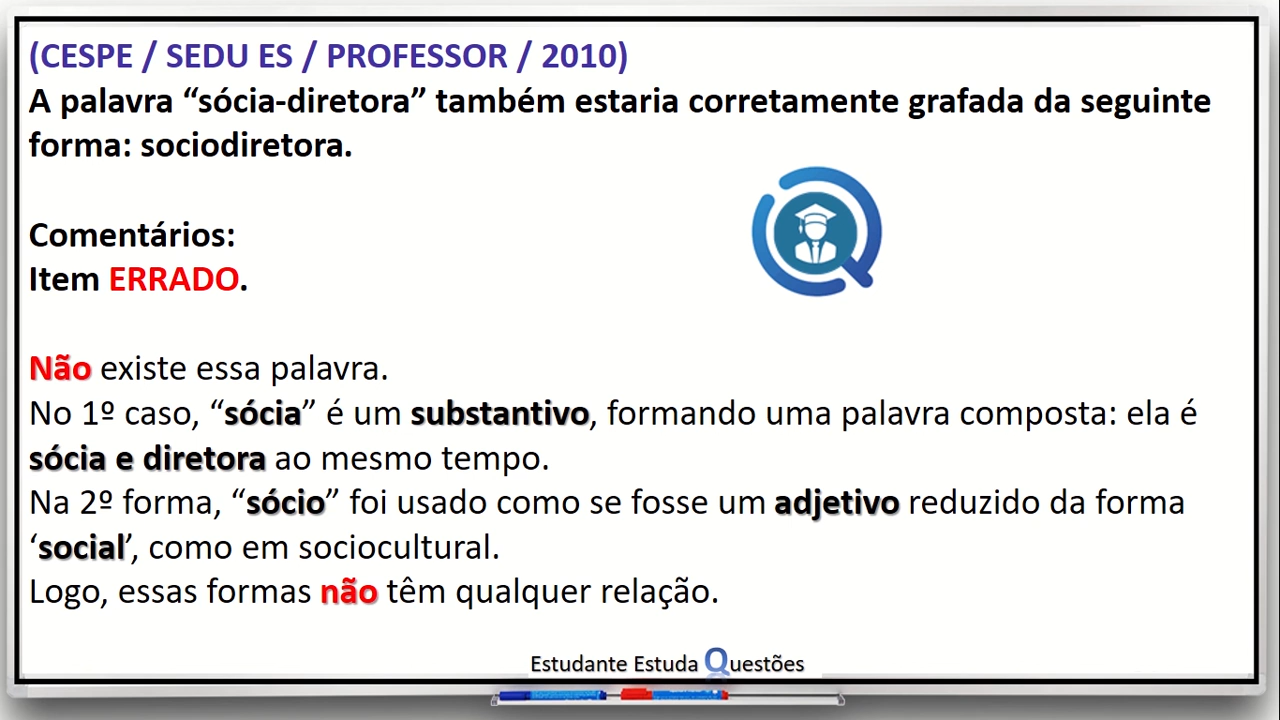 (CESPE / SEDU ES / PROFESSOR / 2010)
A palavra “sócia-diretora” também estaria corretamente grafada da seguinte
forma: sociodiretora.
Comentários:
Item ERRADO.
Não existe essa palavra.
No 1º caso, “sócia” é um substantivo, formando uma palavra composta: ela é
sócia e diretora ao mesmo tempo.
Na 2º forma, “sócio” foi usado como se fosse um adjetivo reduzido da forma
‘social’, como em sociocultural.
Logo, essas formas não têm qualquer relação.
Estudante Estuda Questões